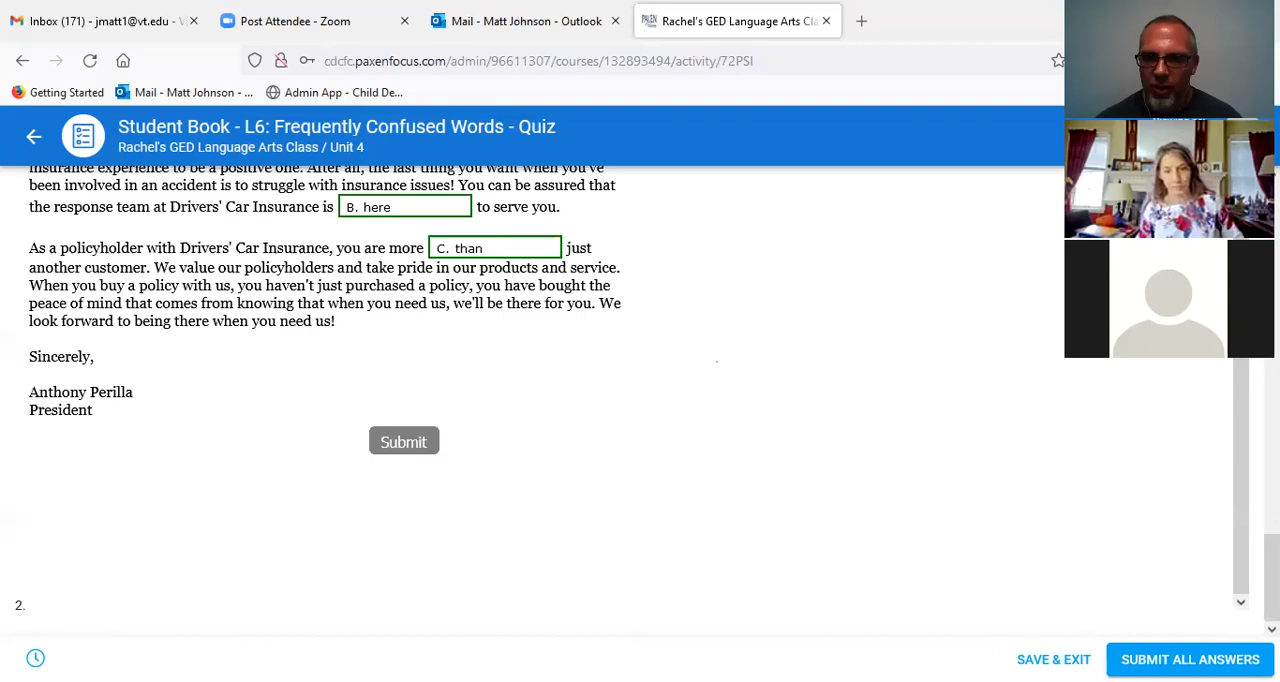 Inbox (171) - jmatt1@vt.edu -
Post Attendee - Zoom
Mail - Matt Johnson - Outlook
Rachel's GED Language Arts Cla
cdcfc.paxenfocus.com/admin/96611307/courses/132893494/activity/72PSI
Getting Started
Mail - Matt Johnson - ...
Admin App - Child De...
Student Book - L6: Frequently Confused Words - Quiz
Rachel's GED Language Arts Class / Unit 4
insurance experience to be a positive one. After all, the last thing you want when you've
been involved in an accident is to struggle with insurance issues! You can be assured that
the response team at Drivers' Car Insurance is B. here to serve you.
As a policyholder with Drivers' Car Insurance, you are more C. than just
another customer. We value our policyholders and take pride in our products and service.
When you buy a policy with us, you haven't just purchased a policy, you have bought the
peace of mind that comes from knowing that when you need us, we'll be there for you. We
look forward to being there when you need us!
Sincerely,
Anthony Perilla
President
Submit
2.
SAVE & EXIT
SUBMIT ALL ANSWERS